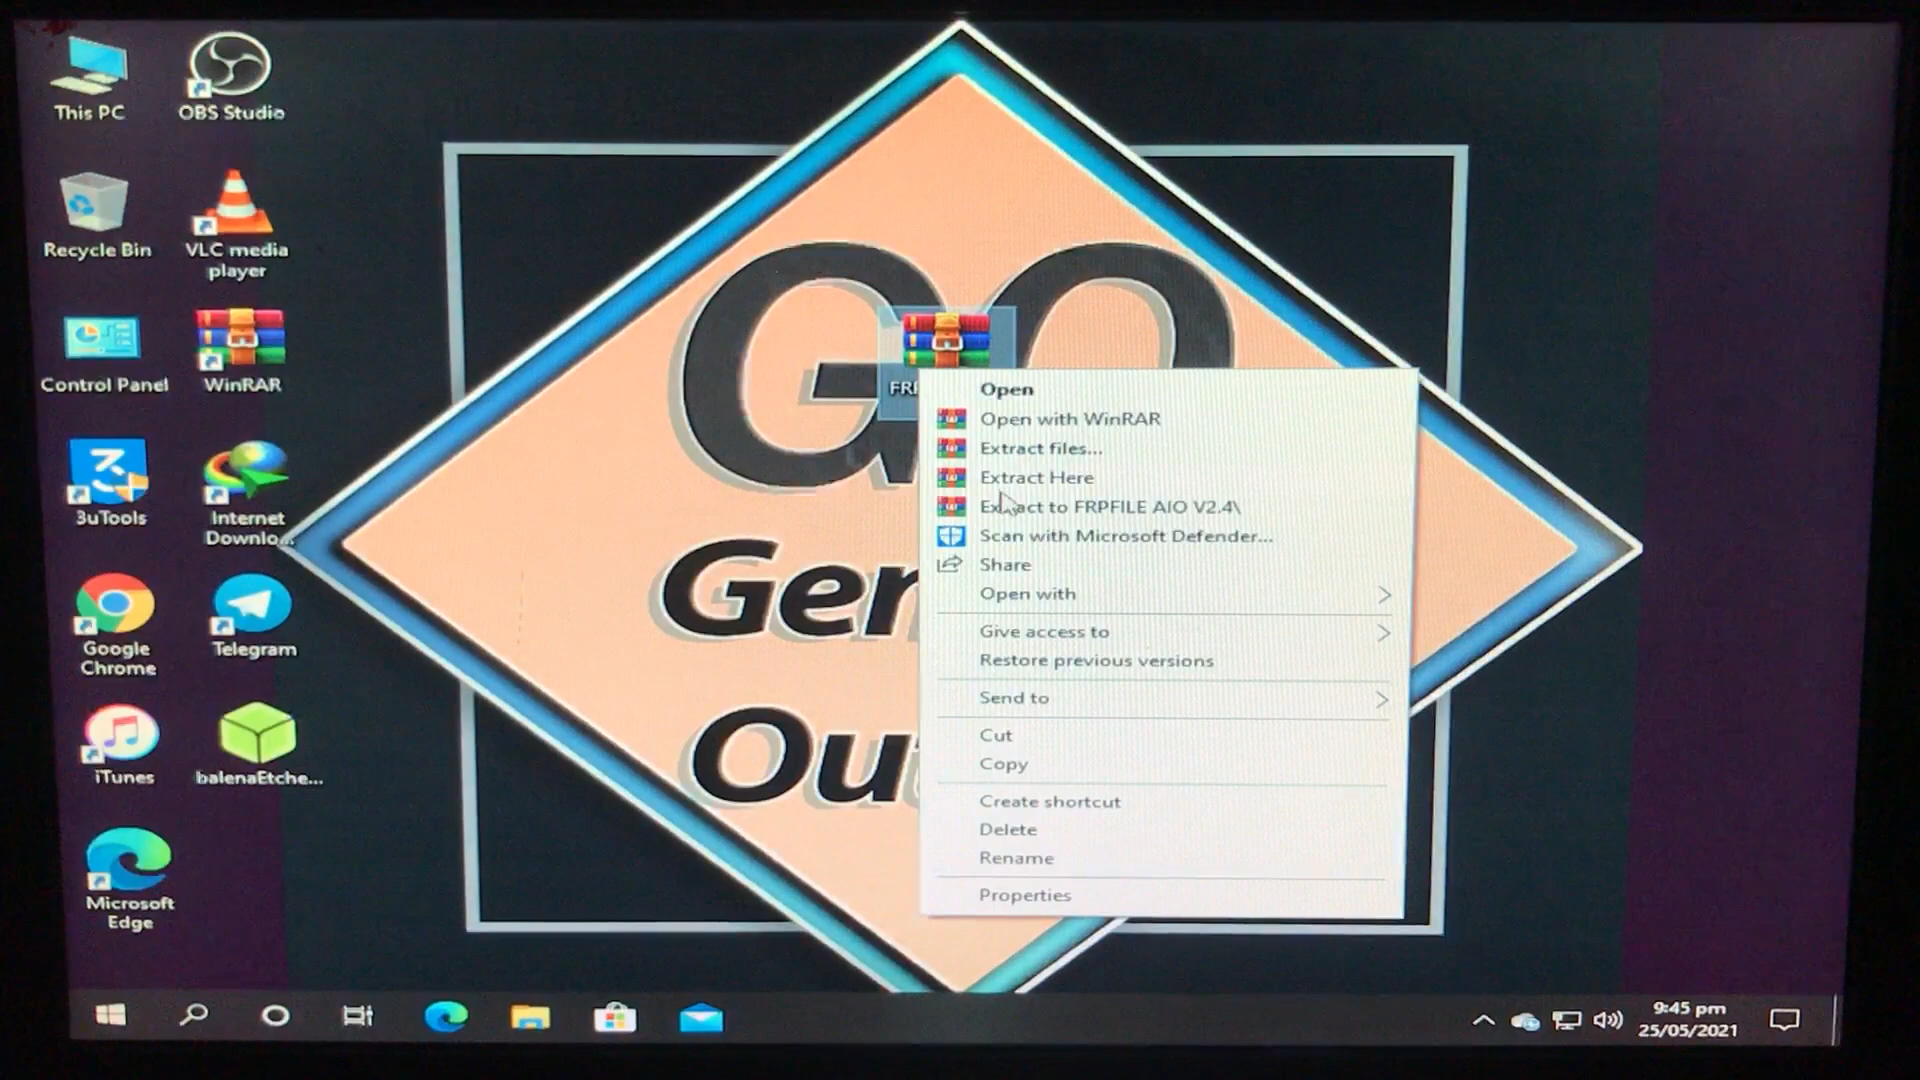 This PC
OBS Studio
Recycle Bin
VLC media
player
Control Panel
WinRAR
3uTools
Internet
Downlo...
Google
Chrome
Telegram
iTunes
balenaEtche...
Microsoft
Edge
GO
Ger
Ou
Open
Open with WinRAR
Extract files...
Extract Here
Extract to FRPFILE AIO V2.4\
Scan with Microsoft Defender...
Share
Open with
Give access to
Restore previous versions
Send to
Cut
Copy
Create shortcut
Delete
Rename
Properties
9:45 pm
25/05/2021